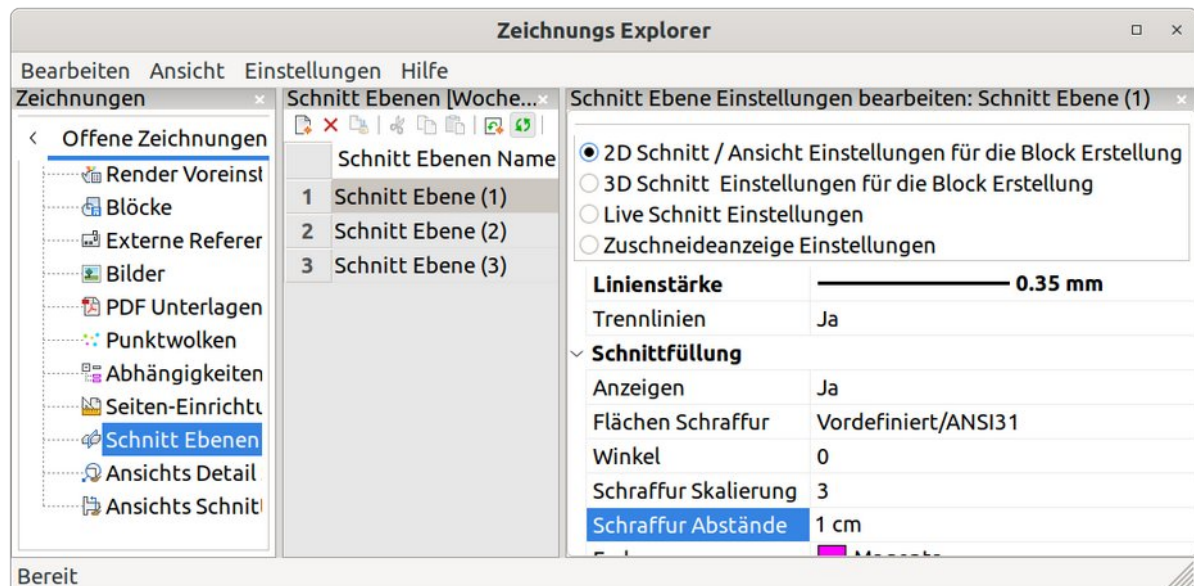 Zeichnungs Explorer
Bearbeiten Ansicht Einstellungen Hilfe
Zeichnungen
Offene Zeichnungen
Render Voreinst
Blöcke
Externe Referer
Bilder
PDF Unterlagen
Punktwolken
Abhängigkeiten
Seiten-Einrichtu
Schnitt Ebenen
Ansichts Detail
Ansichts Schnit
Schnitt Ebenen [Woche...
Schnitt Ebenen Name
1 Schnitt Ebene (1)
2 Schnitt Ebene (2)
3 Schnitt Ebene (3)
Schnitt Ebene Einstellungen bearbeiten: Schnitt Ebene (1)
2D Schnitt / Ansicht Einstellungen für die Block Erstellung
3D Schnitt Einstellungen für die Block Erstellung
Live Schnitt Einstellungen
Zuschneideanzeige Einstellungen
Linienstärke 0.35 mm
Trennlinien Ja
Schnittfüllung
Anzeigen Ja
Flächen Schraffur Vordefiniert/ANSI31
Winkel 0
Schraffur Skalierung 3
Schraffur Abstände 1 cm
Bereit